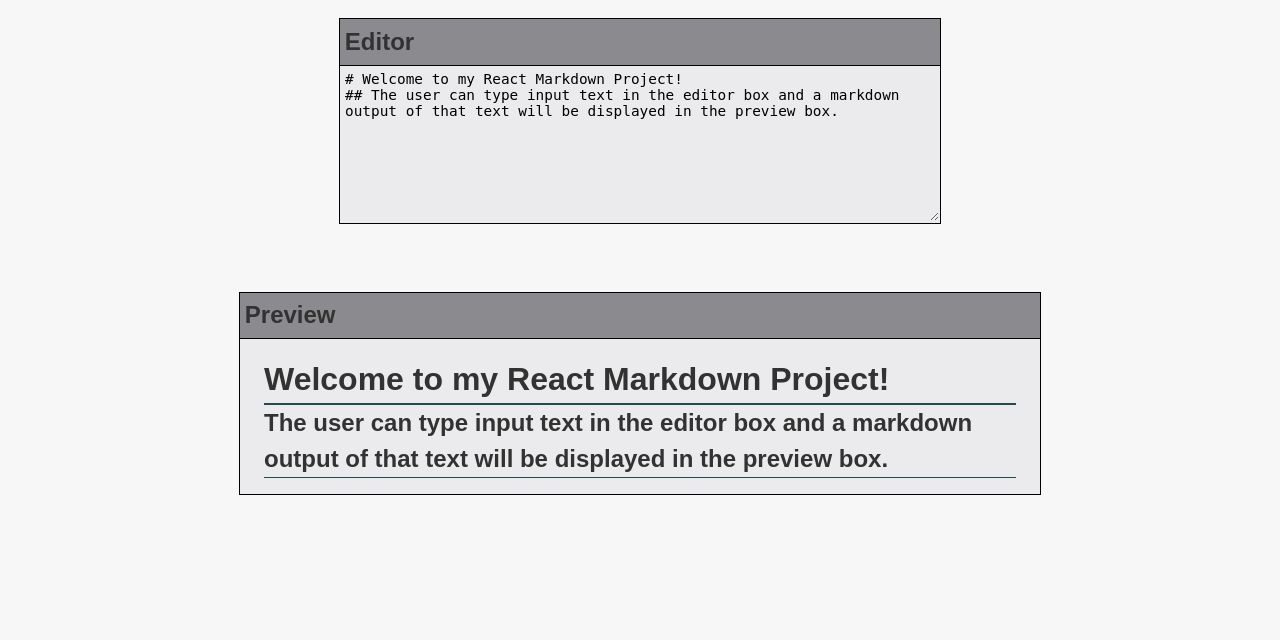 Editor
# Welcome to my React Markdown Project!
## The user can type input text in the editor box and a markdown
output of that text will be displayed in the preview box.
Preview
Welcome to my React Markdown Project!
The user can type input text in the editor box and a markdown
output of that text will be displayed in the preview box.